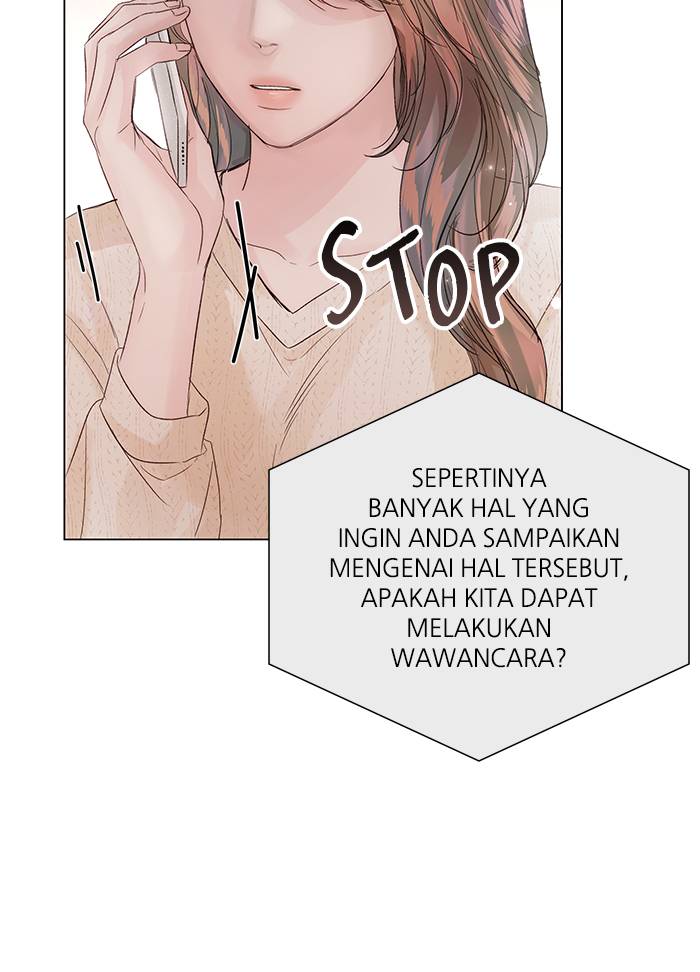 STOP
SEPERTINYA
BANYAK HAL YANG
INGIN ANDA SAMPAIKAN
MENGENAI HAL TERSEBUT,
APAKAH KITA DAPAT
MELAKUKAN
WAWANCARA?